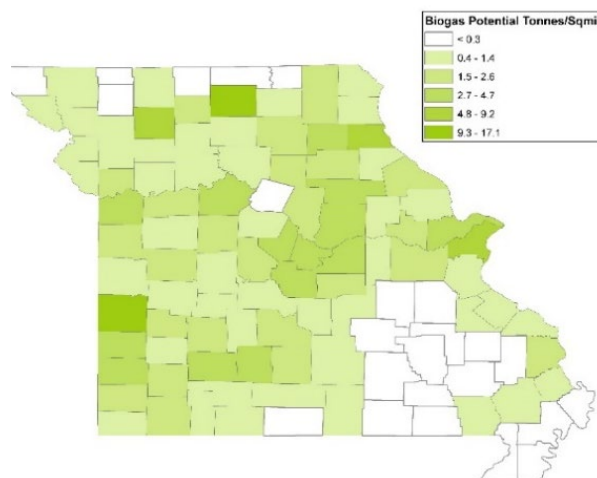 Biogas Potential Tonnes/Sqmi
< 0.3
0.4 - 1.4
1.5 - 2.6
2.7 - 4.7
4.8 - 9.2
9.3 - 17.1